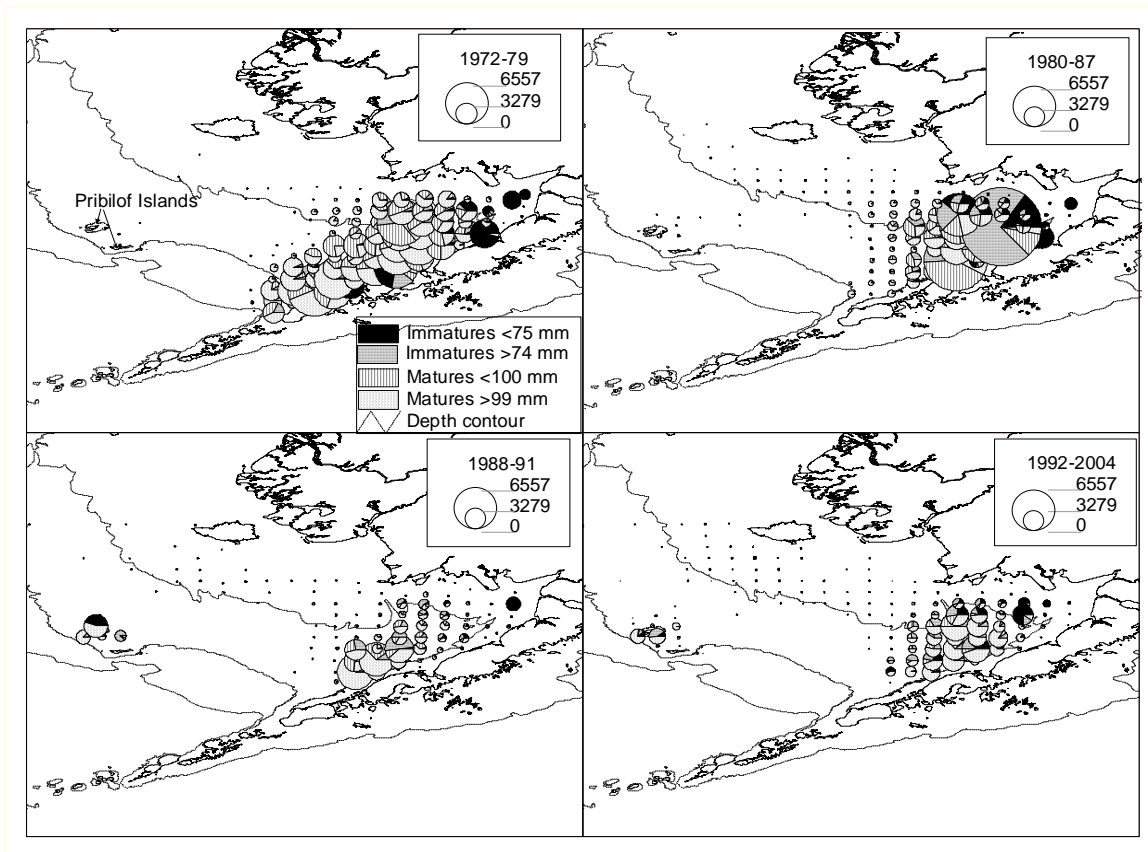 1972-79
6557
3279
0
Pribilof Islands
Immatures <75 mm
Immatures >74 mm
Matures <100 mm
Matures >99 mm
Depth contour
1980-87
6557
3279
0
1988-91
6557
3279
0
1992-2004
6557
3279
0